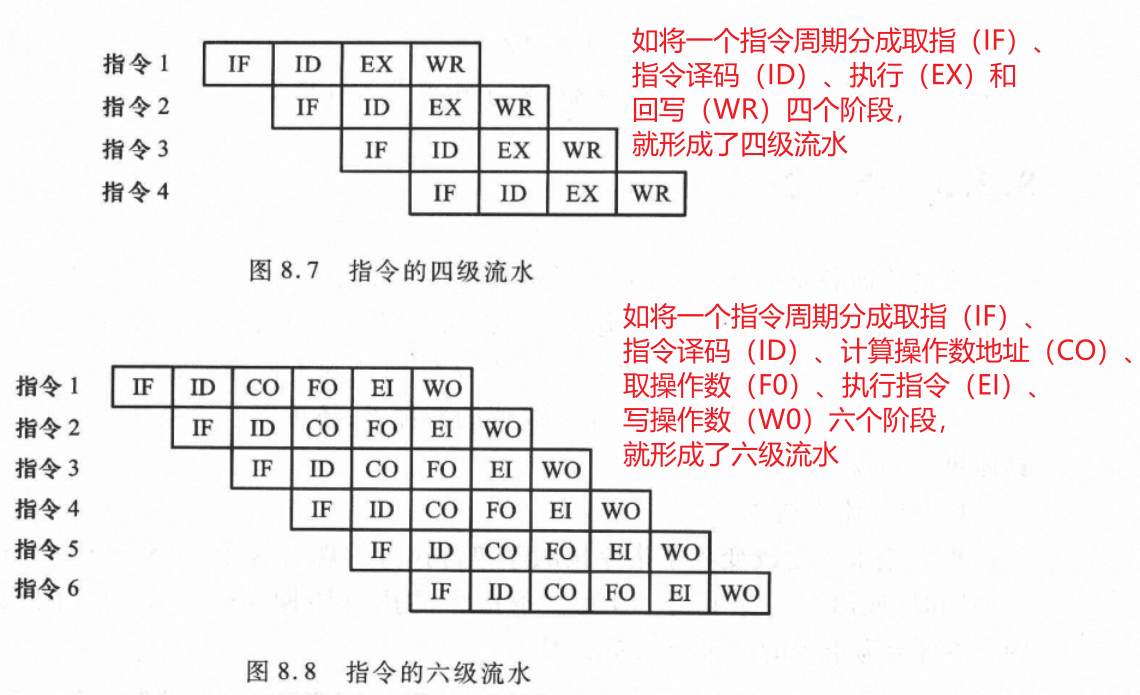 指令1 IF ID EX WR
指令2 IF ID EX WR
指令3 IF ID EX WR
指令4 IF ID EX WR
图 8.7 指令的四级流水
如将一个指令周期分成取指（IF）、
指令译码（ID）、执行（EX）和
回写（WR）四个阶段，
就形成了四级流水
指令1 IF ID CO FO EI WO
指令2 IF ID CO FO EI WO
指令3 IF ID CO FO EI WO
指令4 IF ID CO FO EI WO
指令5 IF ID CO FO EI WO
指令6 IF ID CO FO EI WO
图 8.8 指令的六级流水
如将一个指令周期分成取指（IF）、
指令译码（ID）、计算操作数地址（CO）、
取操作数（F0）、执行指令（EI）、
写操作数（W0）六个阶段，
就形成了六级流水